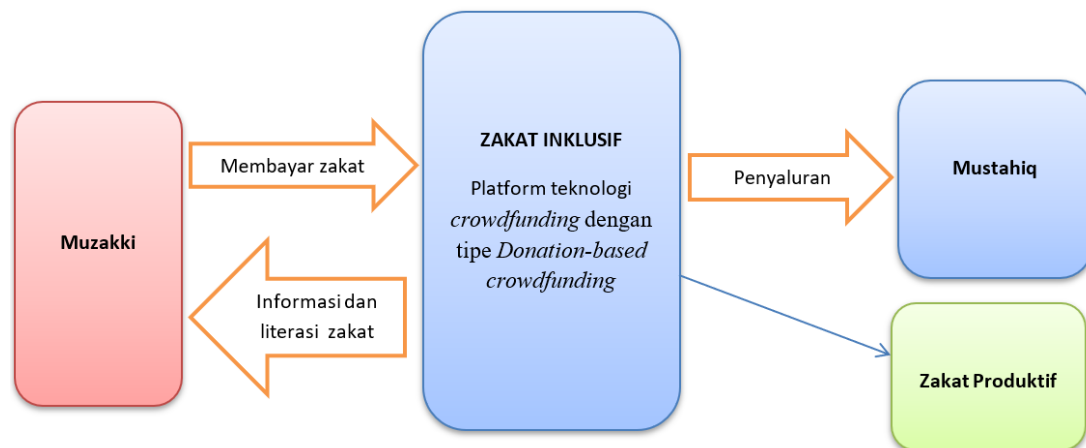 Muzakki
Membayar zakat
Informasi dan
literasi zakat
ZAKAT INKLUSIF
Platform teknologi
crowdfunding dengan
tipe Donation-based
crowdfunding
Penyaluran
Mustahiq
Zakat Produktif